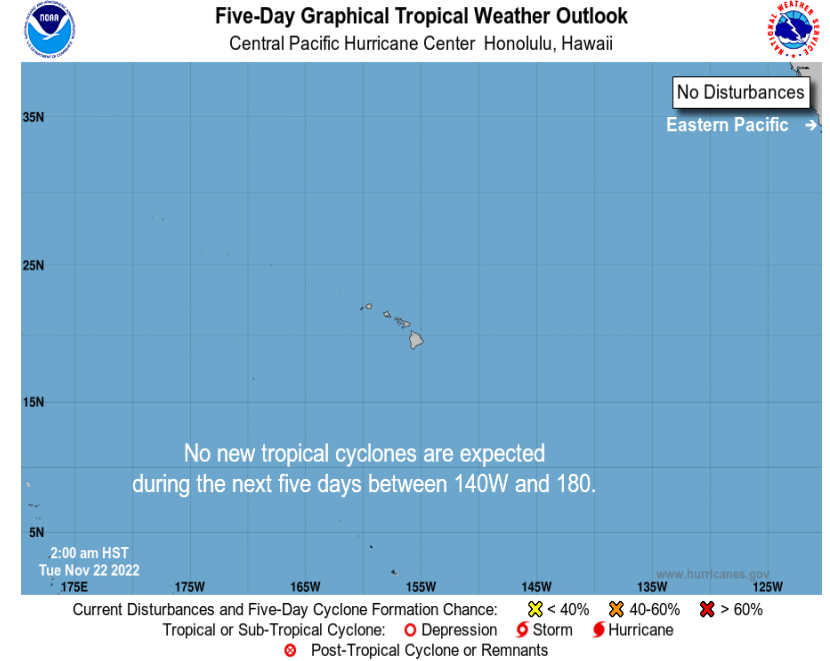 Five-Day Graphical Tropical Weather Outlook
Central Pacific Hurricane Center Honolulu, Hawaii
NOAA
NATIONAL WEATHER SERVICE
No Disturbances
Eastern Pacific →
35N
25N
15N
5N
No new tropical cyclones are expected
during the next five days between 140W and 180.
2:00 am HST
Tue Nov 22 2022
www.hurricanes.gov
175E 175W 165W 155W 145W 135W 125W
Current Disturbances and Five-Day Cyclone Formation Chance: < 40% 40-60% > 60%
Tropical or Sub-Tropical Cyclone: Depression Storm Hurricane
Post-Tropical Cyclone or Remnants